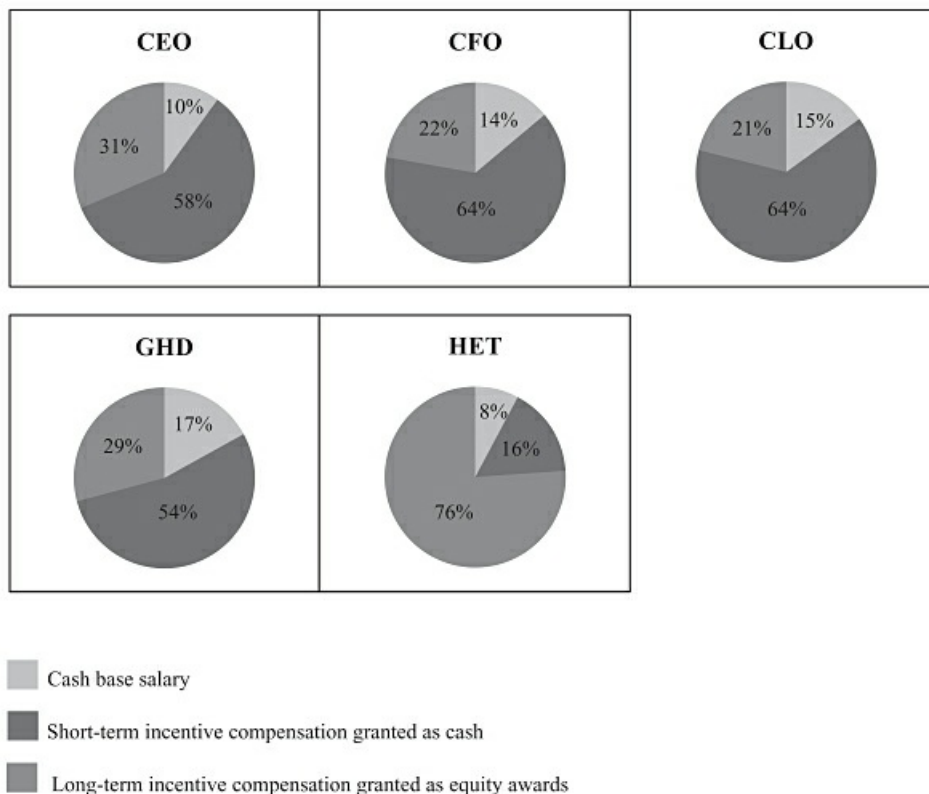 CEO
10%
31%
58%
CFO
22%
14%
64%
CLO
21%
15%
64%
GHD
17%
29%
54%
HET
8%
16%
76%
Cash base salary
Short-term incentive compensation granted as cash
Long-term incentive compensation granted as equity awards